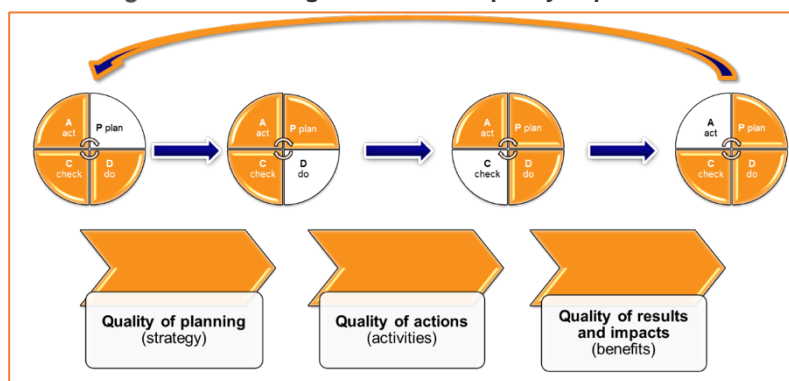 A
act
P plan
C
check
D
do
A
act
P plan
C
check
D
do
A
act
P plan
C
check
D
do
A
act
P plan
C
check
D
do
Quality of planning
(strategy)
Quality of actions
(activities)
Quality of results
and impacts
(benefits)